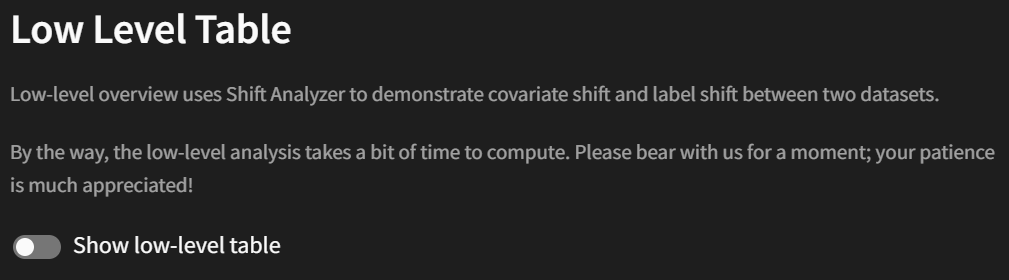 Low Level Table
Low-level overview uses Shift Analyzer to demonstrate covariate shift and label shift between two datasets.
By the way, the low-level analysis takes a bit of time to compute. Please bear with us for a moment; your patience
is much appreciated!
Show low-level table